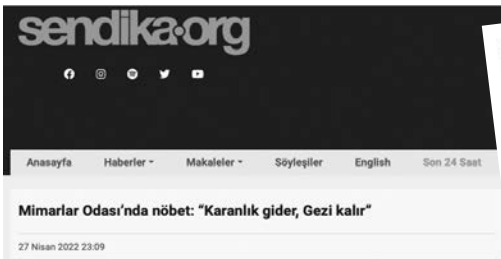 sendika.org
Anasayfa Haberler Makaleler Söyleşiler English Son 24 Saat
Mimarlar Odası’nda nöbet: “Karanlık gider, Gezi kalır”
27 Nisan 2022 23:09